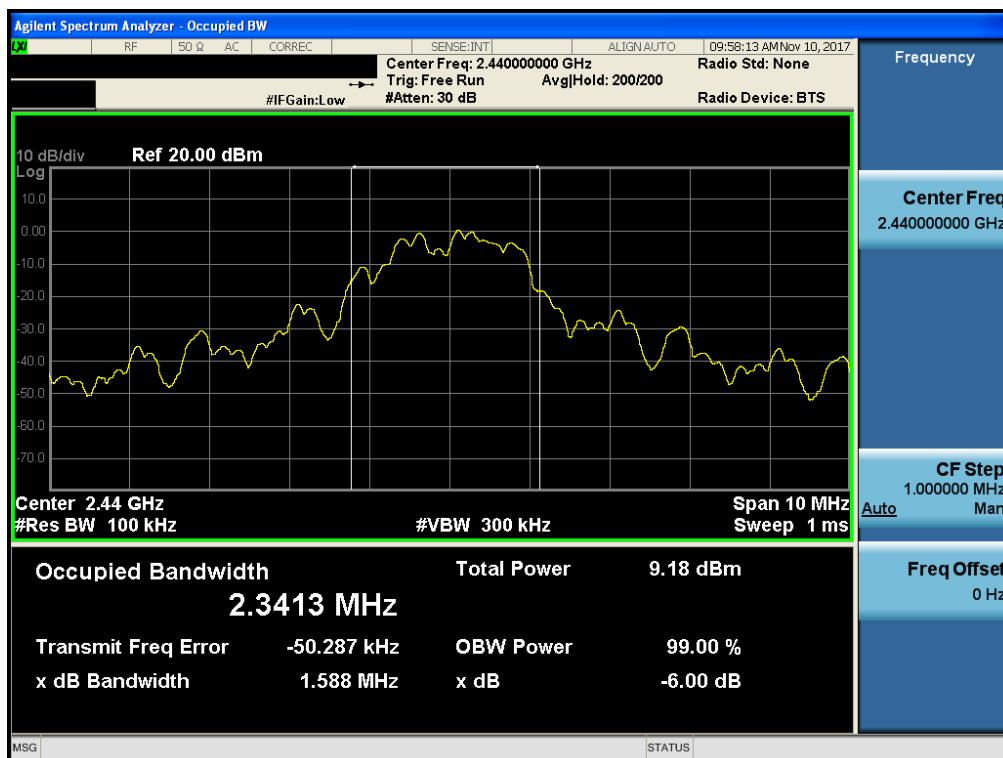 Agilent Spectrum Analyzer - Occupied BW
LXI RF 50 Ω AC CORREC SENSE:INT ALIGN AUTO 09:58:13 AM Nov 10, 2017
Center Freq: 2.440000000 GHz Radio Std: None
Trig: Free Run Avg|Hold: 200/200
#IFGain:Low #Atten: 30 dB Radio Device: BTS
10 dB/div Ref 20.00 dBm
Log
10.0
0.00
-10.0
-20.0
-30.0
-40.0
-50.0
-60.0
-70.0
Center 2.44 GHz Span 10 MHz
#Res BW 100 kHz #VBW 300 kHz Sweep 1 ms
Occupied Bandwidth Total Power 9.18 dBm
2.3413 MHz
Transmit Freq Error -50.287 kHz OBW Power 99.00 %
x dB Bandwidth 1.588 MHz x dB -6.00 dB
MSG STATUS
Frequency
Center Freq
2.440000000 GHz
CF Step
1.000000 MHz
Auto Man
Freq Offset
0 Hz